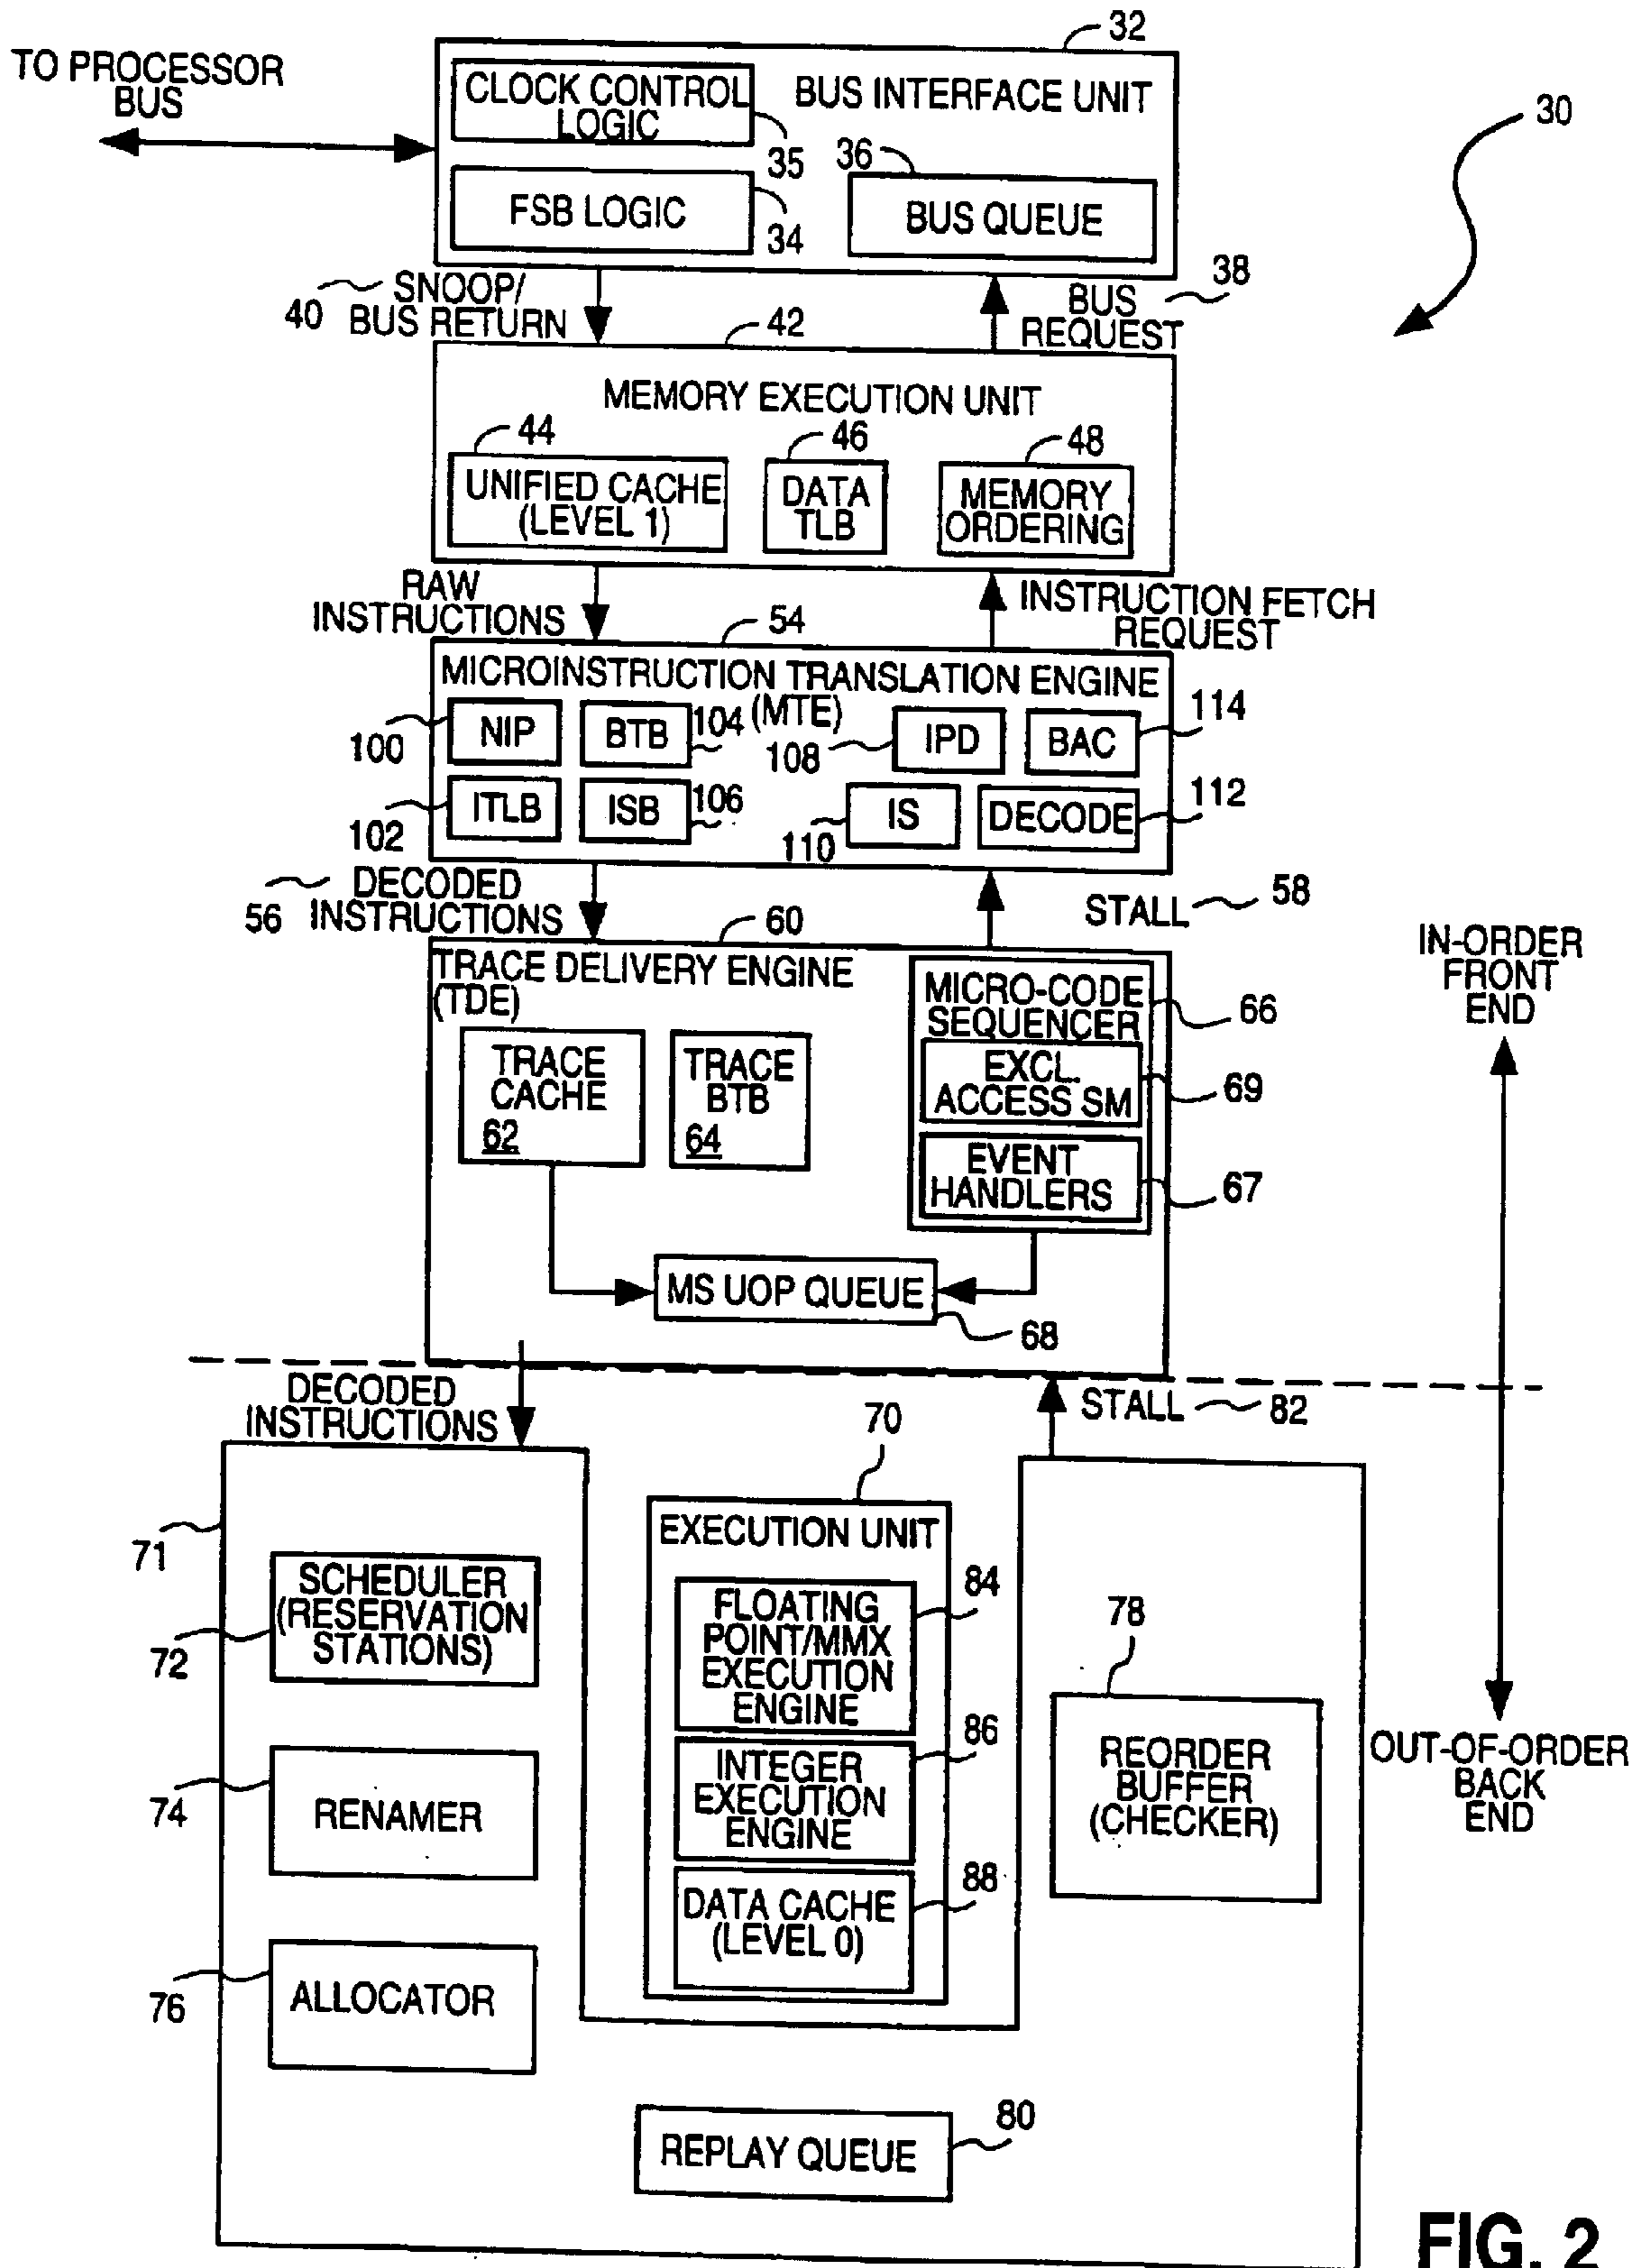 32
TO PROCESSOR
BUS
CLOCK CONTROL
LOGIC
35
BUS INTERFACE UNIT
30
FSB LOGIC
34
36
BUS QUEUE
40
SNOOP/
BUS RETURN
42
38
BUS
REQUEST
MEMORY EXECUTION UNIT
44
UNIFIED CACHE
(LEVEL 1)
46
DATA
TLB
48
MEMORY
ORDERING
RAW
INSTRUCTIONS
54
INSTRUCTION FETCH
REQUEST
MICROINSTRUCTION TRANSLATION ENGINE
(MTE)
100
NIP
BTB
104
108
IPD
BAC
114
102
ITLB
ISB
106
110
IS
DECODE
112
56
DECODED
INSTRUCTIONS
60
STALL
58
IN-ORDER
FRONT
END
TRACE DELIVERY ENGINE
(TDE)
MICRO-CODE
SEQUENCER
66
TRACE
CACHE
62
TRACE
BTB
64
EXCL.
ACCESS SM
69
EVENT
HANDLERS
67
MS UOP QUEUE
68
DECODED
INSTRUCTIONS
STALL
82
70
71
EXECUTION UNIT
SCHEDULER
(RESERVATION
STATIONS)
72
FLOATING
POINT/MMX
EXECUTION
ENGINE
84
78
RENAMER
74
INTEGER
EXECUTION
ENGINE
86
REORDER
BUFFER
(CHECKER)
OUT-OF-ORDER
BACK
END
DATA CACHE
(LEVEL 0)
88
ALLOCATOR
76
REPLAY QUEUE
80
FIG. 2